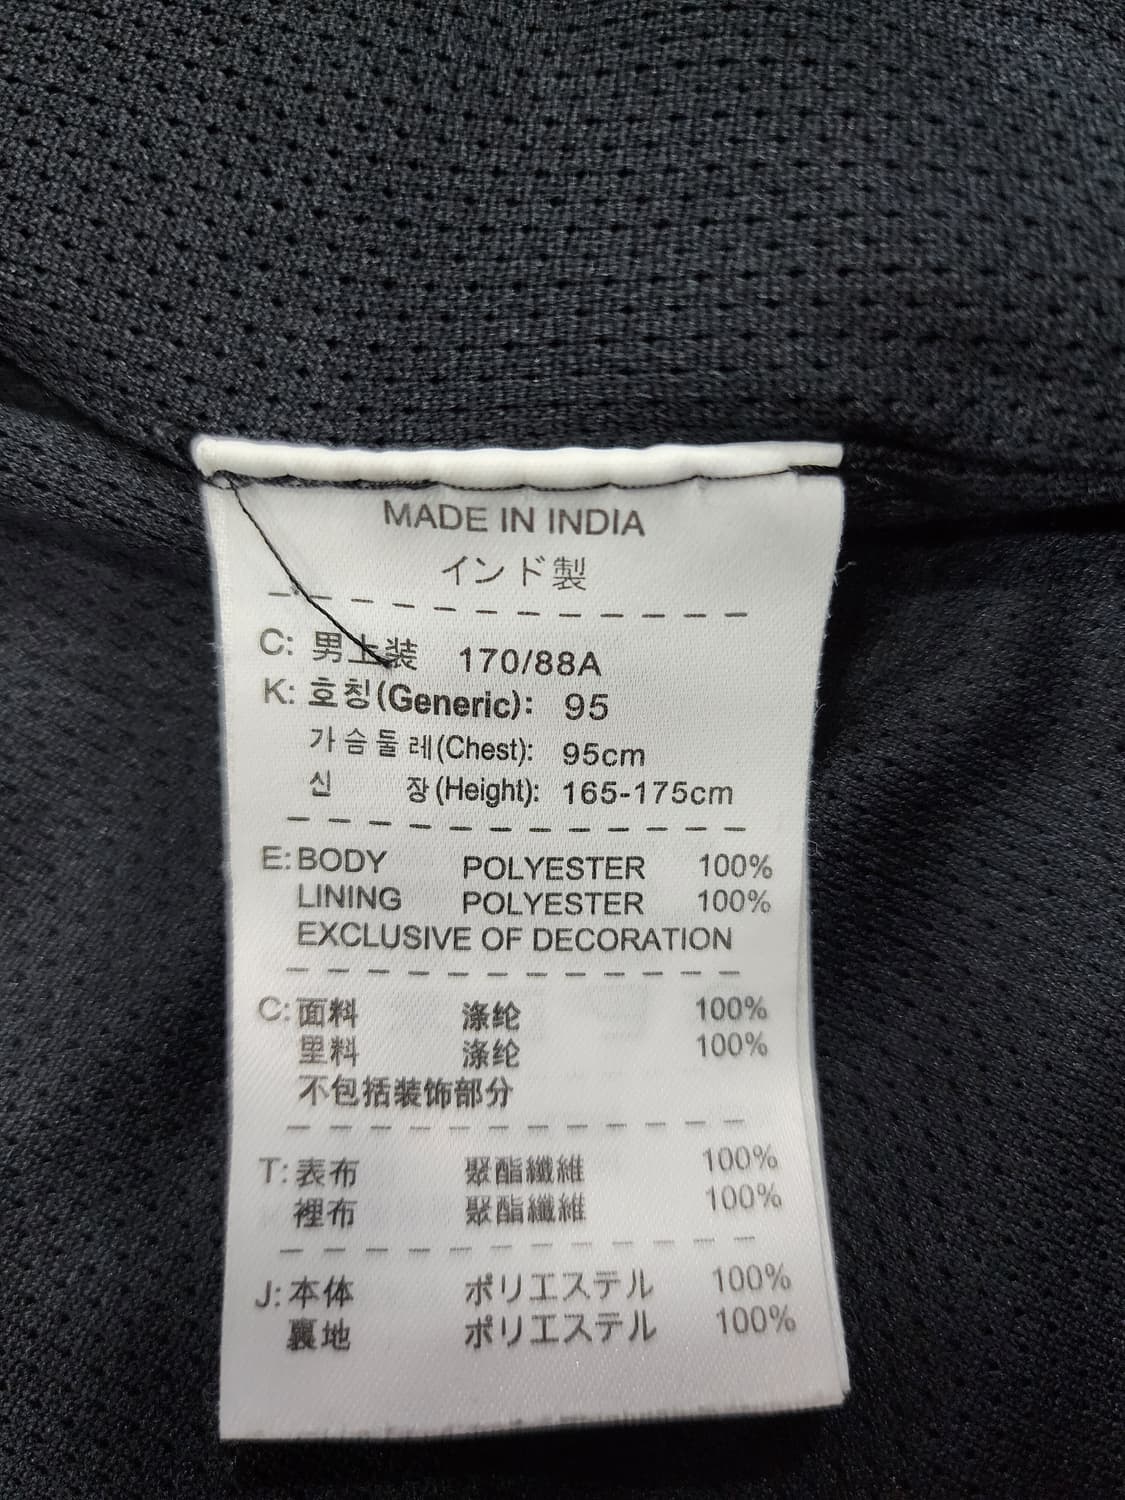 MADE IN INDIA
インド製
C: 男上装 170/88A
K: 호칭(Generic): 95
가슴둘레(Chest): 95cm
신 장(Height): 165-175cm
E: BODY POLYESTER 100%
LINING POLYESTER 100%
EXCLUSIVE OF DECORATION
C: 面料 涤纶 100%
里料 涤纶 100%
不包括装饰部分
T: 表布 聚酯纖維 100%
裡布 聚酯纖維 100%
J: 本体 ポリエステル 100%
裏地 ポリエステル 100%